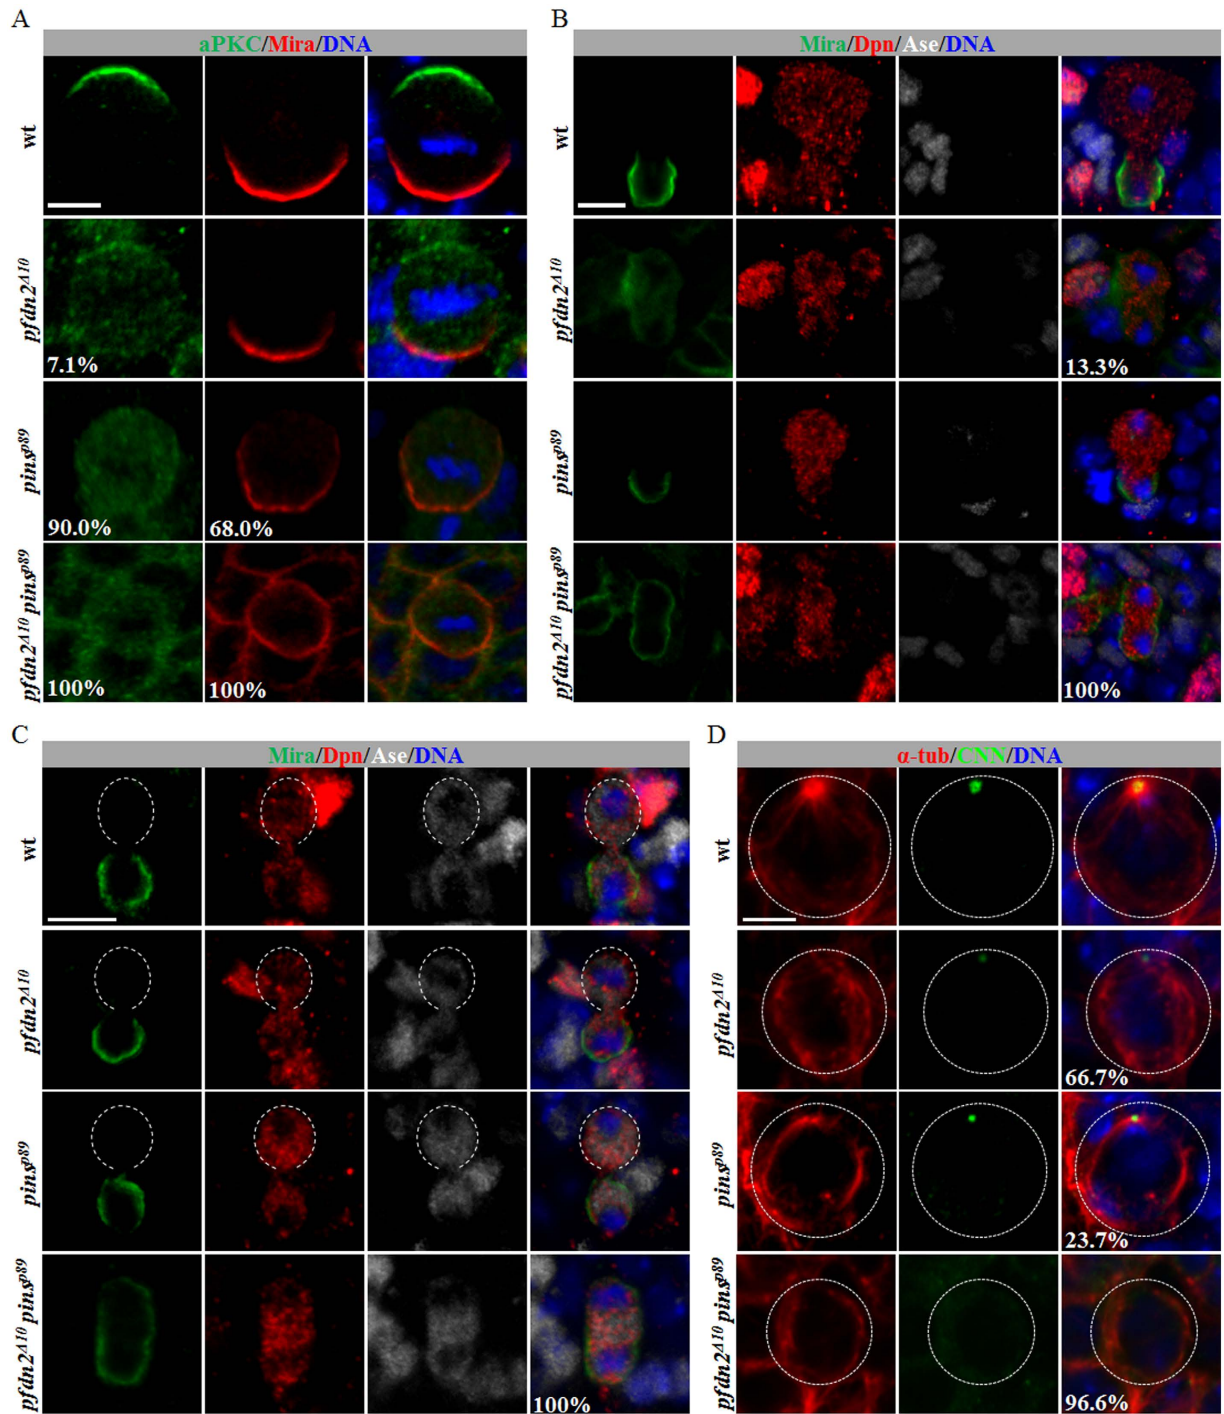 A
aPKC/Mira/DNA
wt
pfdn2^Δ10
7.1%
pins^p89
90.0%
68.0%
pfdn2^Δ10 pins^p89
100%
100%
B
Mira/Dpn/Ase/DNA
wt
pfdn2^Δ10
13.3%
pins^p89
pfdn2^Δ10 pins^p89
100%
C
Mira/Dpn/Ase/DNA
wt
pfdn2^Δ10
pins^p89
pfdn2^Δ10 pins^p89
100%
D
α-tub/CNN/DNA
wt
pfdn2^Δ10
66.7%
pins^p89
23.7%
pfdn2^Δ10 pins^p89
96.6%